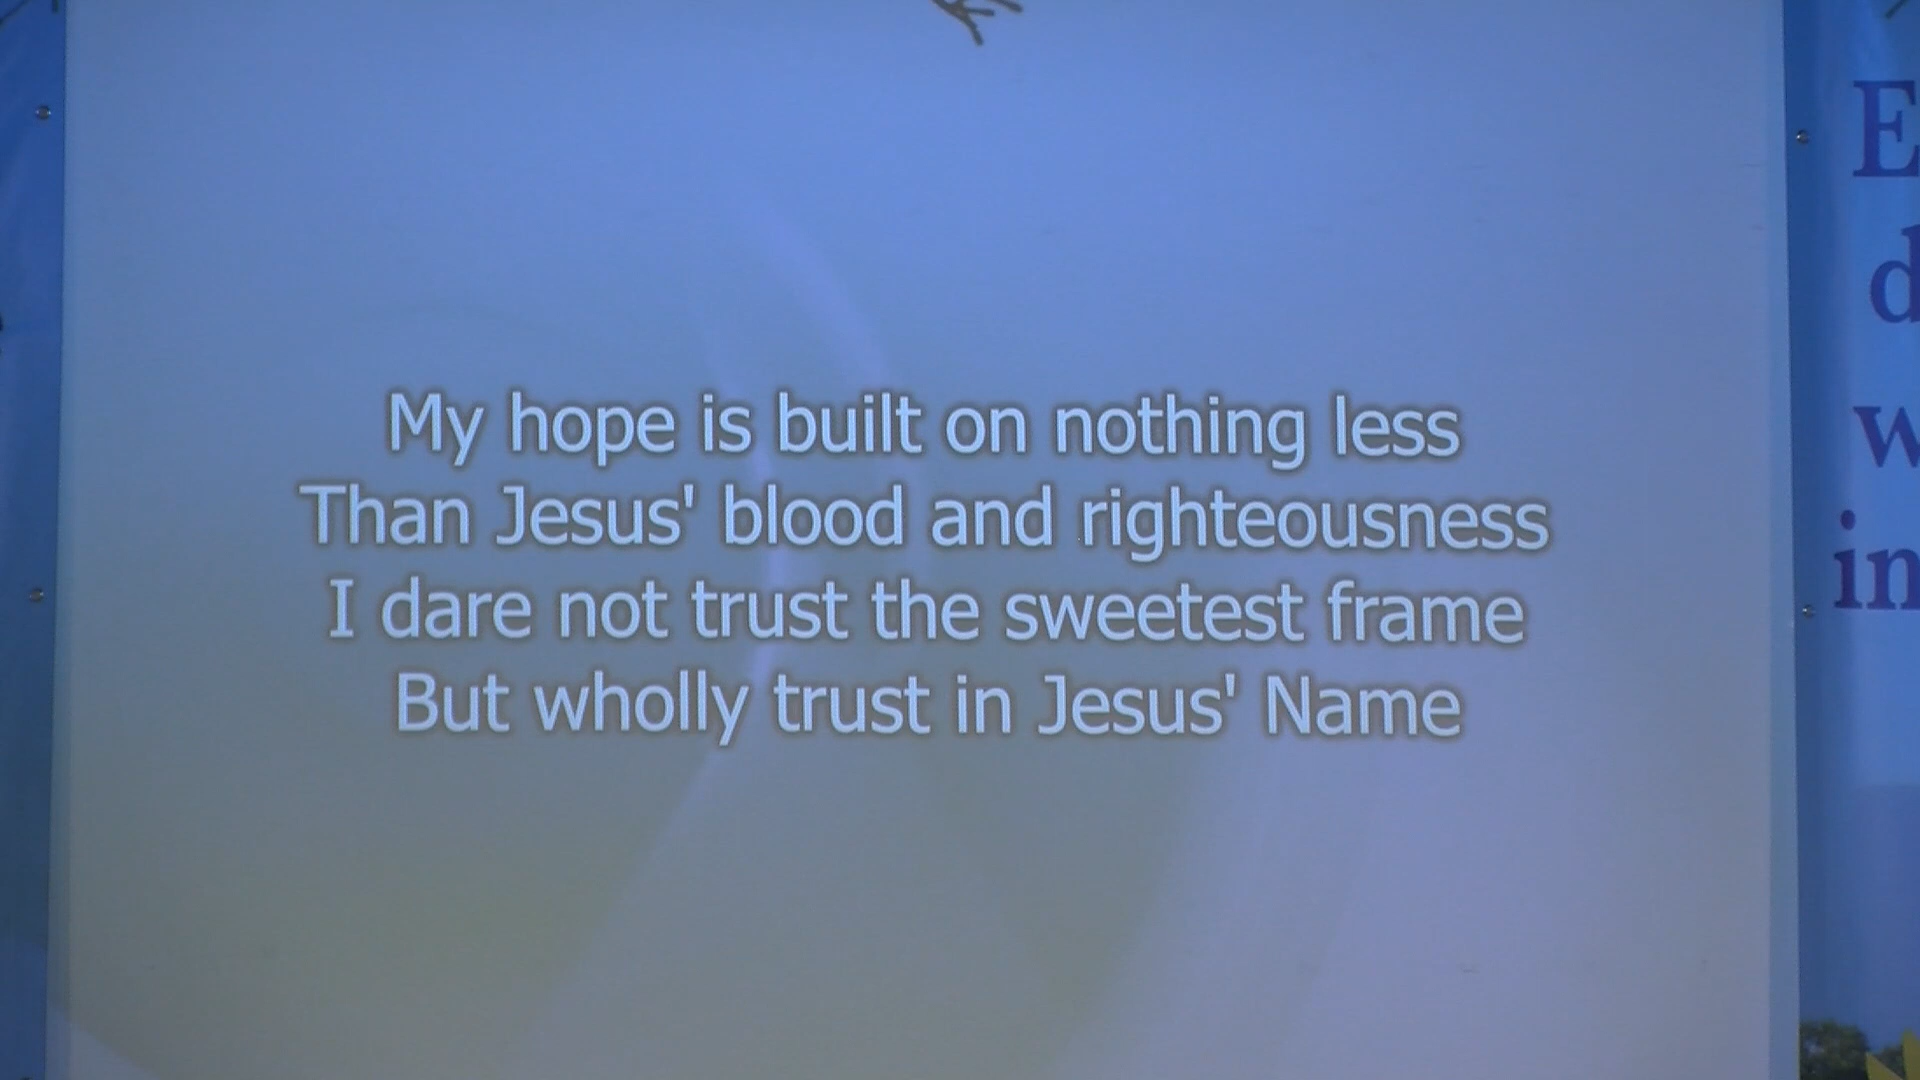 My hope is built on nothing less
Than Jesus' blood and righteousness
I dare not trust the sweetest frame
But wholly trust in Jesus' Name
in